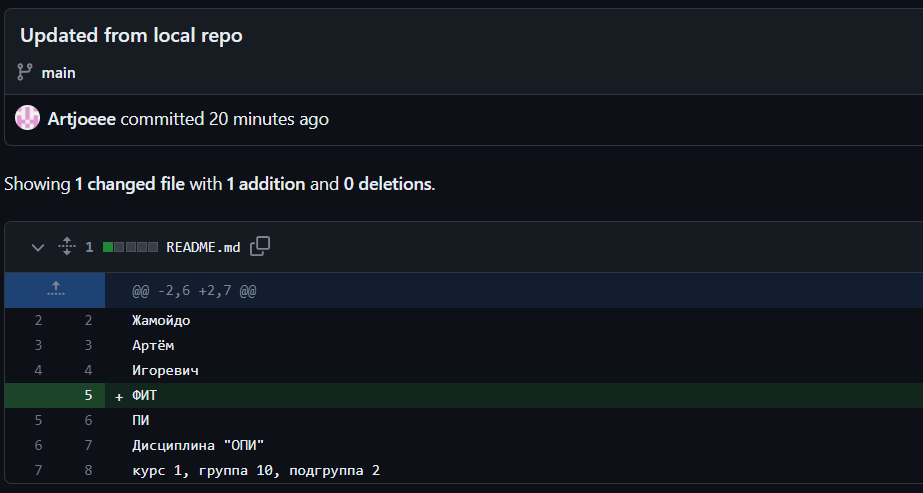 Updated from local repo
main
Artjoeee committed 20 minutes ago
Showing 1 changed file with 1 addition and 0 deletions.
1 README.md
@@ -2,6 +2,7 @@
2 2 Жамойдо
3 3 Артём
4 4 Игоревич
5 + ФИТ
5 6 ПИ
6 7 Дисциплина "ОПИ"
7 8 курс 1, группа 10, подгруппа 2